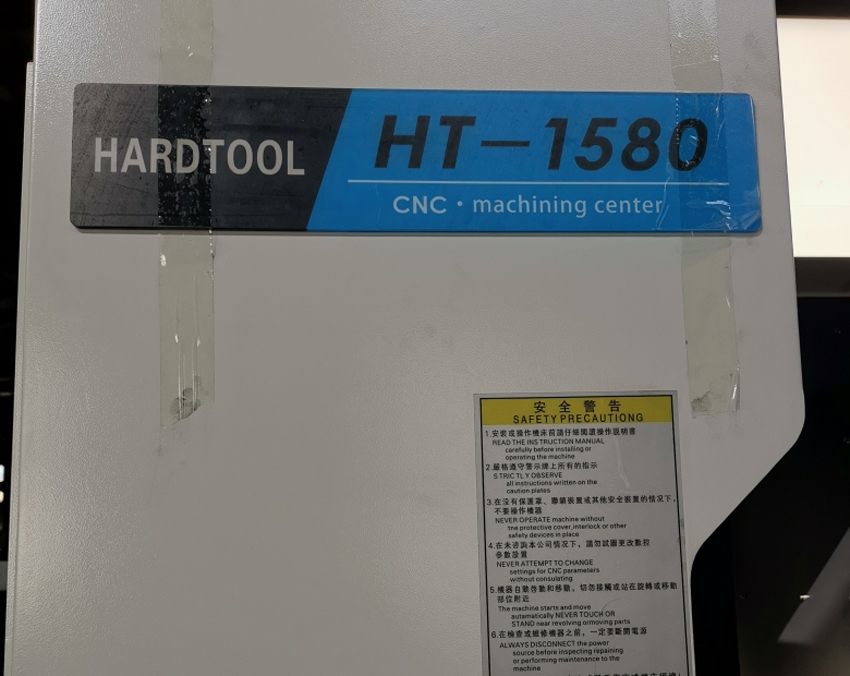 HARDTOOL
HT-1580
CNC · machining center
安全警告
SAFETY PRECAUTIONG
1.安裝或操作機床前請仔細閱讀操作説明書
READ THE INS TRUCTION MANUAL
carefully before installing or
operating the machine
2.嚴格遵守警示牌上所有的指示
S TRIC TL Y OBSERVE
all instructions written on the
caution plates
3.在没有保護罩、聯鎖裝置或其他安全裝置的情况下,
不要操作機器
NEVER OPERATE machine without
tne protective cover,interlock or other
safety devices in place
4.在未咨詢本公司情况下，請勿試圖更改數控
參數設置
NEVER ATTEMPT TO CHANGE
settings for CNC parameters
without consulating
5.機器自動啓動和移動，切勿接觸或站在旋轉或移動
部位附近
The machine starts and move
automatically NEVER TOUCH OR
STAND near revolving ormoving parts
6.在檢查或維修機器之前，一定要斷開電源
ALWAYS DISCONNECT the power
source before inspecting repairing
or performing maintenance to the
machine